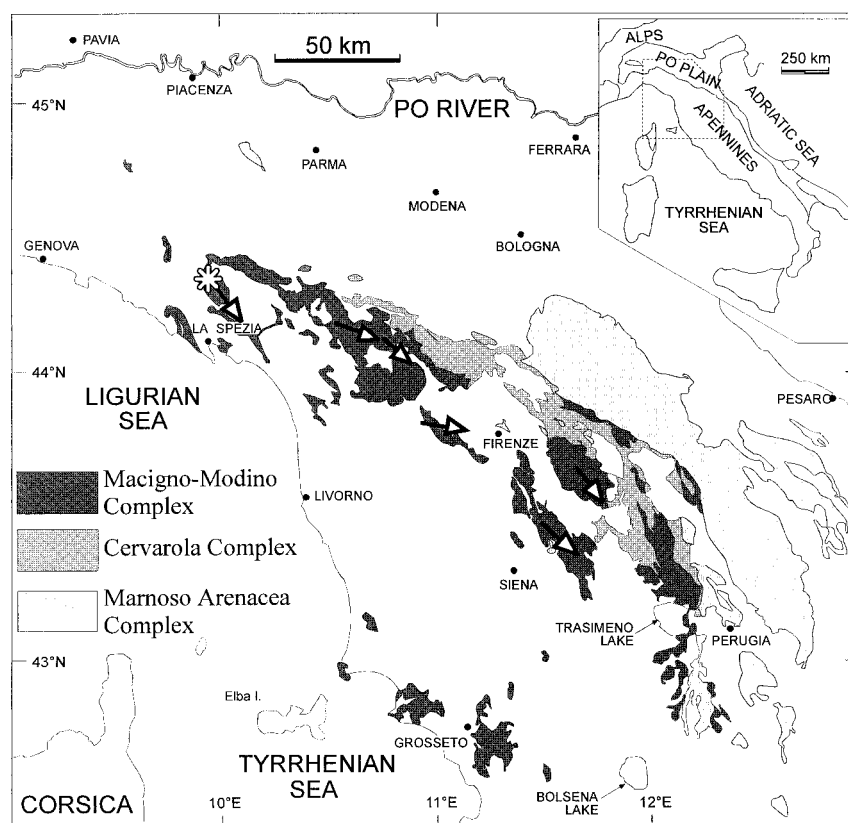 PAVIA
50 km
PIACENZA
45°N
PO RIVER
PARMA
FERRARA
MODENA
BOLOGNA
GENOVA
ALPS
250 km
PO PLAIN
ADRIATIC SEA
APENNINES
TYRRHENIAN
SEA
LA SPEZIA
44°N
LIGURIAN
SEA
PESARO
FIRENZE
LIVORNO
Macigno-Modino
Complex
Cervarola Complex
Marnoso Arenacea
Complex
SIENA
TRASIMENO
LAKE
PERUGIA
43°N
Elba I.
GROSSETO
TYRRHENIAN
SEA
BOLSENA
LAKE
CORSICA
10°E
11°E
12°E